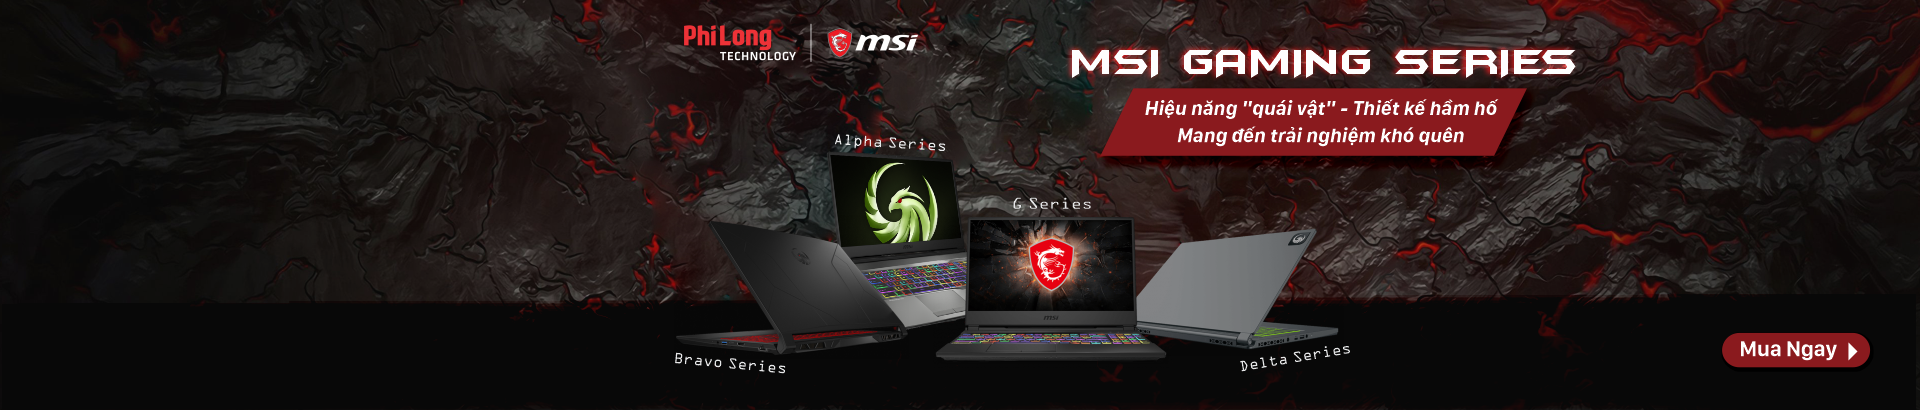 PhiLong
TECHNOLOGY
msi
MSI GAMING SERIES
Hiệu năng "quái vật" - Thiết kế hầm hố
Mang đến trải nghiệm khó quên
Alpha Series
G Series
msi
Bravo Series
Delta Series
Mua Ngay